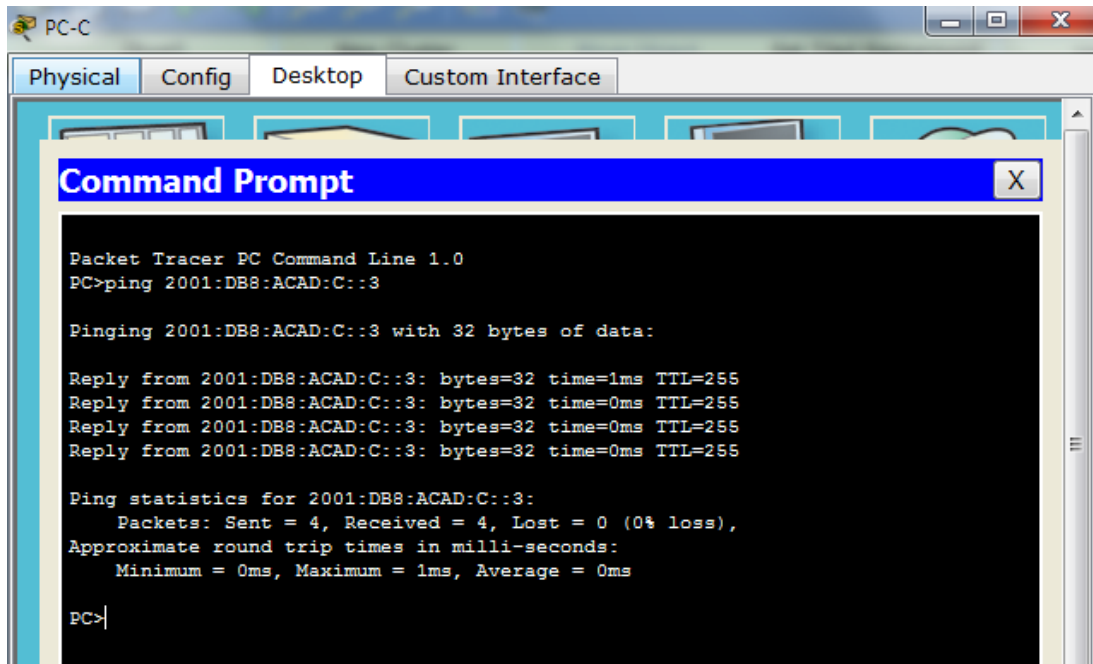 PC-C
Physical Config Desktop Custom Interface
Command Prompt X
Packet Tracer PC Command Line 1.0
PC>ping 2001:DB8:ACAD:C::3
Pinging 2001:DB8:ACAD:C::3 with 32 bytes of data:
Reply from 2001:DB8:ACAD:C::3: bytes=32 time=1ms TTL=255
Reply from 2001:DB8:ACAD:C::3: bytes=32 time=0ms TTL=255
Reply from 2001:DB8:ACAD:C::3: bytes=32 time=0ms TTL=255
Reply from 2001:DB8:ACAD:C::3: bytes=32 time=0ms TTL=255
Ping statistics for 2001:DB8:ACAD:C::3:
Packets: Sent = 4, Received = 4, Lost = 0 (0% loss),
Approximate round trip times in milli-seconds:
Minimum = 0ms, Maximum = 1ms, Average = 0ms
PC>